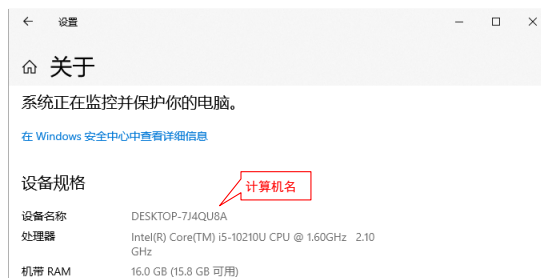 设置
关于
系统正在监控并保护你的电脑。
在 Windows 安全中心中查看详细信息
设备规格
计算机名
设备名称 DESKTOP-7J4QU8A
处理器 Intel(R) Core(TM) i5-10210U CPU @ 1.60GHz 2.10
GHz
机带 RAM 16.0 GB (15.8 GB 可用)